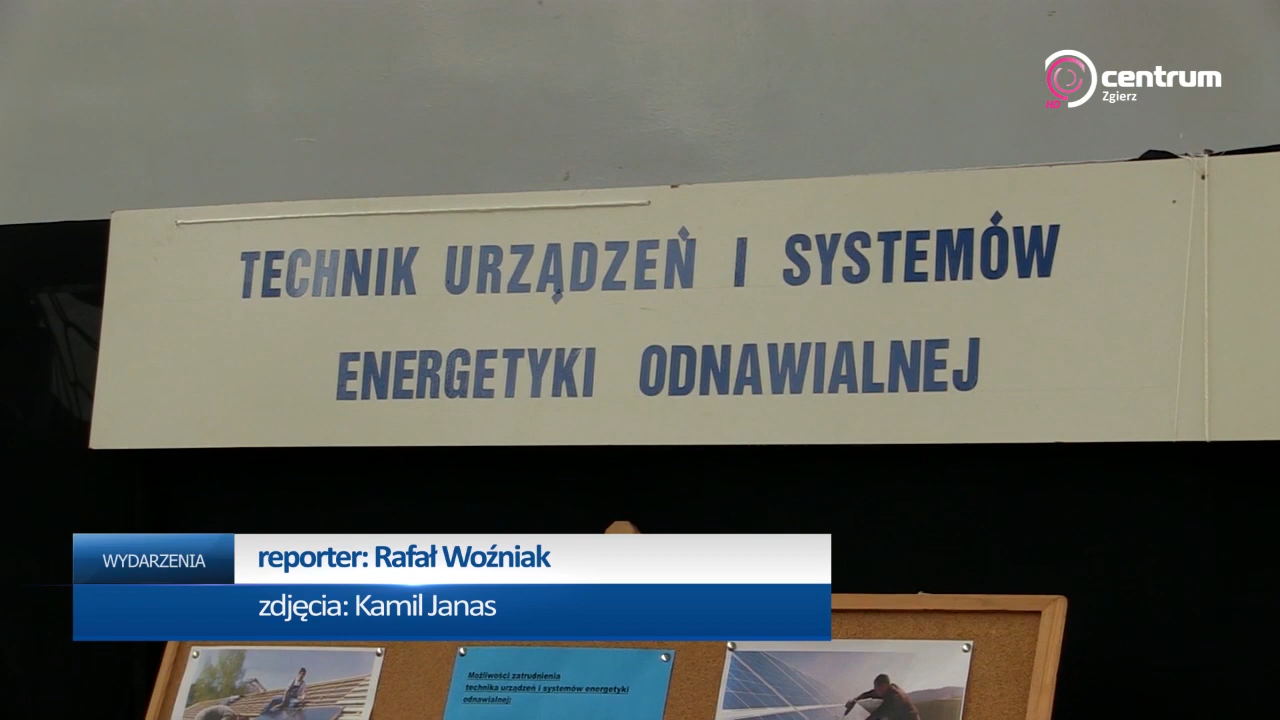 centrum
Zgierz
HD
TECHNIK URZĄDZEŃ I SYSTEMÓW
ENERGETYKI ODNAWIALNEJ
WYDARZENIA
reporter: Rafał Woźniak
zdjęcia: Kamil Janas
Możliwości zatrudnienia
technika urządzeń i systemów energetyki
odnawialnej: